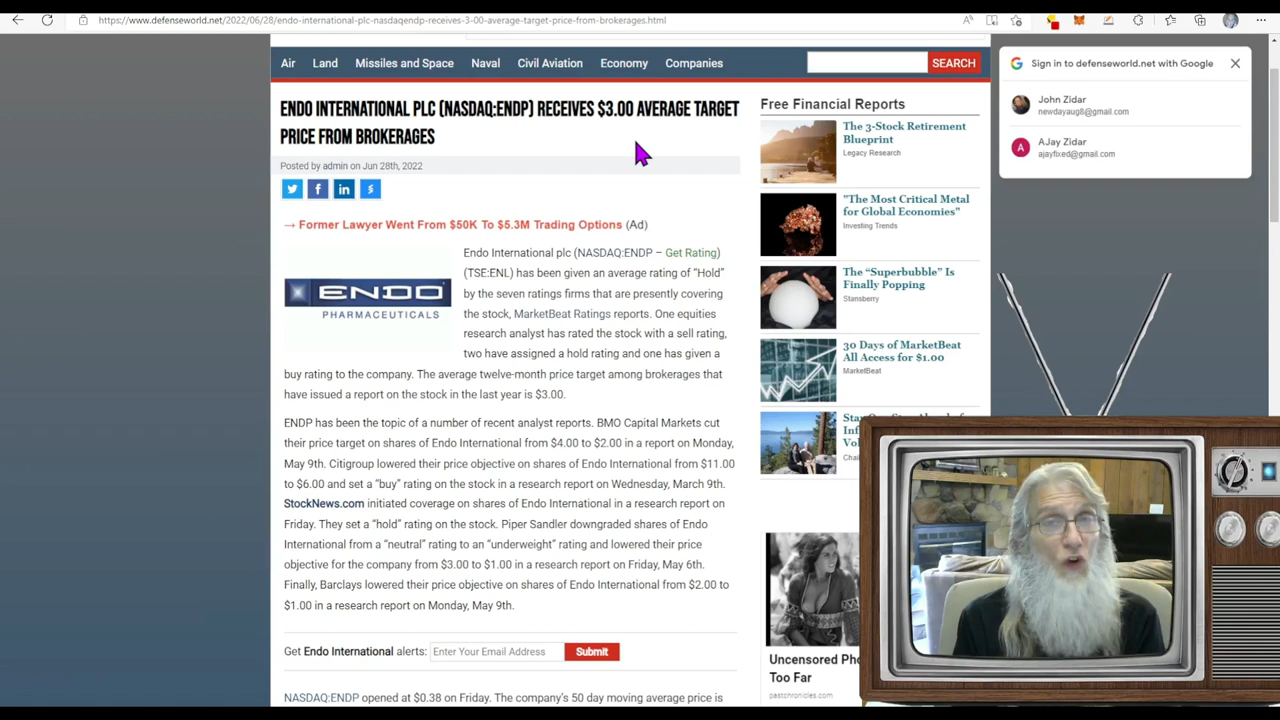 https://www.defenseworld.net/2022/06/28/endo-international-plc-nasdaqendp-receives-3-00-average-target-price-from-brokerages.html
Air Land Missiles and Space Naval Civil Aviation Economy Companies SEARCH
ENDO INTERNATIONAL PLC (NASDAQ:ENDP) RECEIVES $3.00 AVERAGE TARGET
PRICE FROM BROKERAGES
Posted by admin on Jun 28th, 2022
→ Former Lawyer Went From $50K To $5.3M Trading Options (Ad)
ENDO
PHARMACEUTICALS
Endo International plc (NASDAQ:ENDP – Get Rating)
(TSE:ENL) has been given an average rating of “Hold”
by the seven ratings firms that are presently covering
the stock, MarketBeat Ratings reports. One equities
research analyst has rated the stock with a sell rating,
two have assigned a hold rating and one has given a
buy rating to the company. The average twelve-month price target among brokerages that
have issued a report on the stock in the last year is $3.00.
ENDP has been the topic of a number of recent analyst reports. BMO Capital Markets cut
their price target on shares of Endo International from $4.00 to $2.00 in a report on Monday,
May 9th. Citigroup lowered their price objective on shares of Endo International from $11.00
to $6.00 and set a “buy” rating on the stock in a research report on Wednesday, March 9th.
StockNews.com initiated coverage on shares of Endo International in a research report on
Friday. They set a “hold” rating on the stock. Piper Sandler downgraded shares of Endo
International from a “neutral” rating to an “underweight” rating and lowered their price
objective for the company from $3.00 to $1.00 in a research report on Friday, May 6th.
Finally, Barclays lowered their price objective on shares of Endo International from $2.00 to
$1.00 in a research report on Monday, May 9th.
Get Endo International alerts: Enter Your Email Address Submit
NASDAQ:ENDP opened at $0.38 on Friday. The company’s 50 day moving average price is
Free Financial Reports
The 3-Stock Retirement
Blueprint
Legacy Research
"The Most Critical Metal
for Global Economies"
Investing Trends
The “Superbubble” Is
Finally Popping
Stansberry
30 Days of MarketBeat
All Access for $1.00
MarketBeat
Uncensored
Too Far
pastchronicles.com
Sign in to defenseworld.net with Google
John Zidar
newdayaug8@gmail.com
A
AJay Zidar
ajayfixed@gmail.com